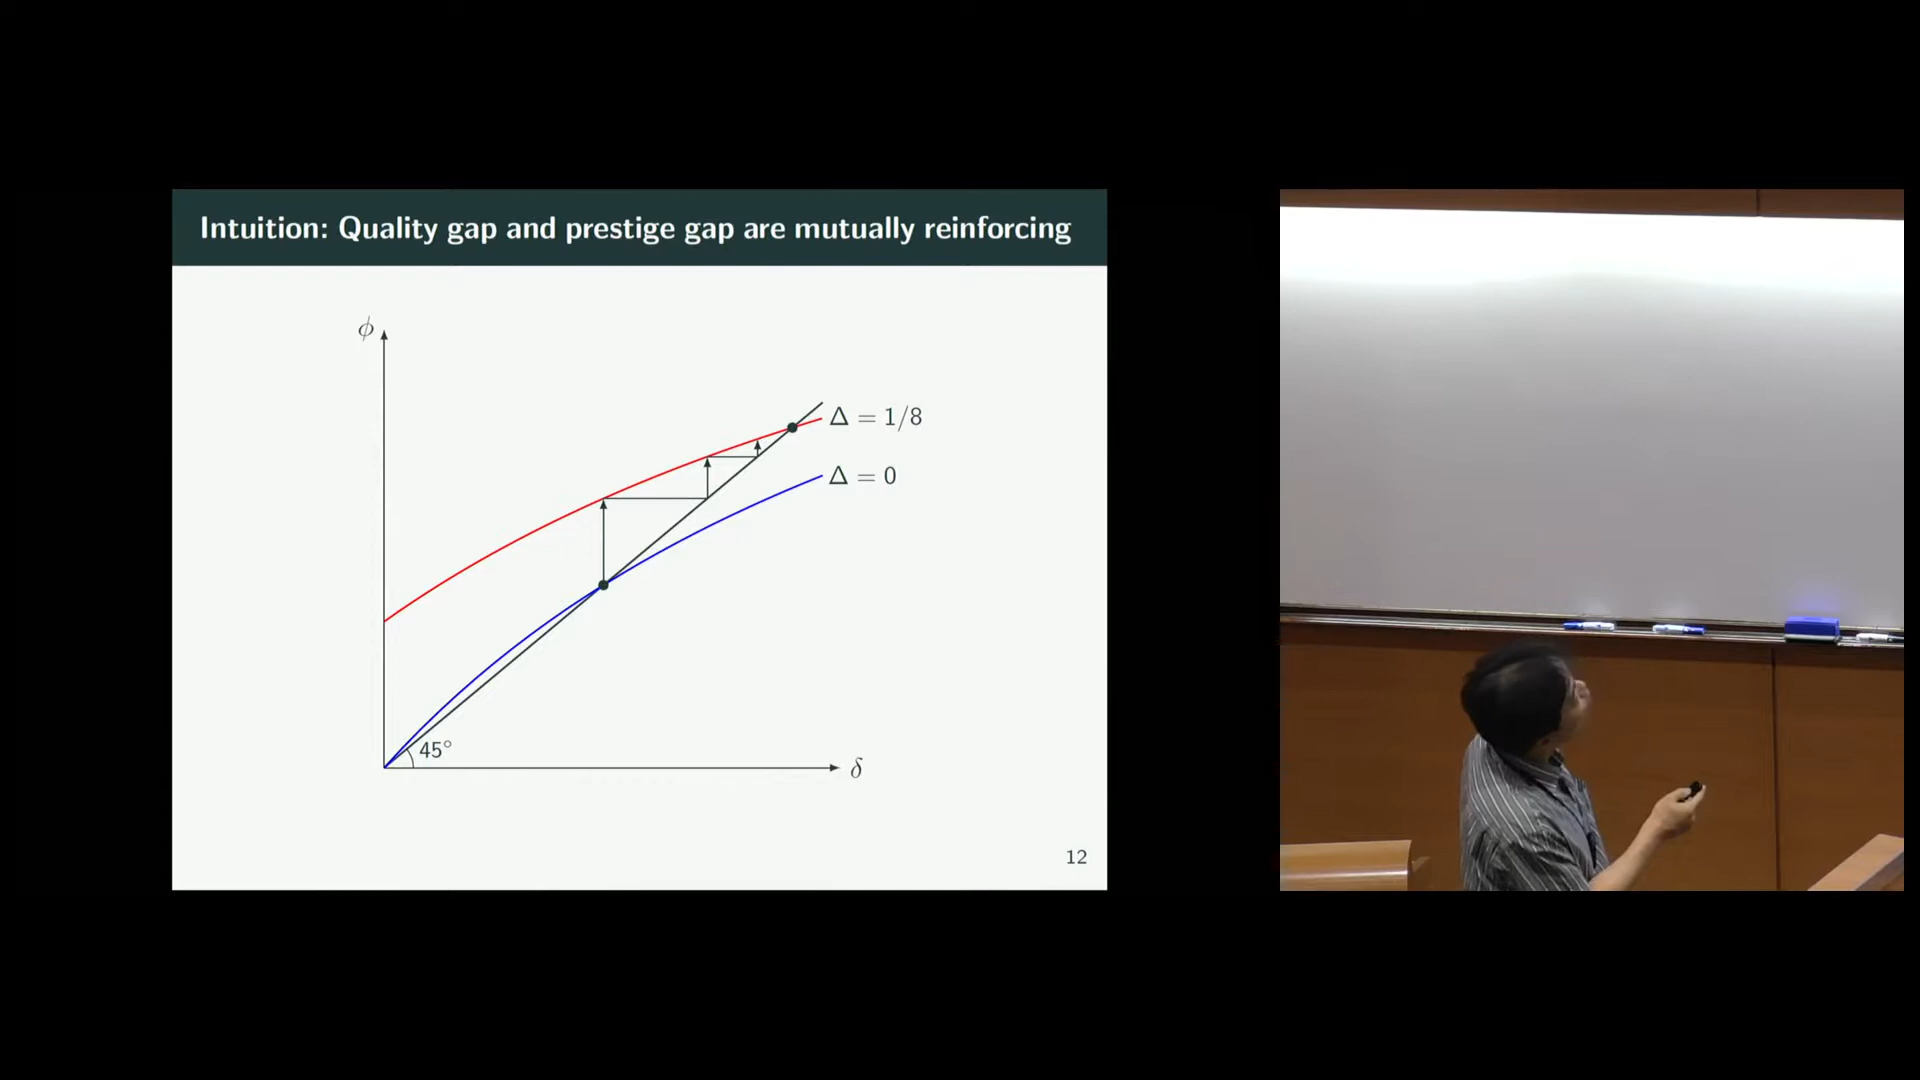 Intuition: Quality gap and prestige gap are mutually reinforcing
ϕ
Δ = 1/8
Δ = 0
45°
δ
12